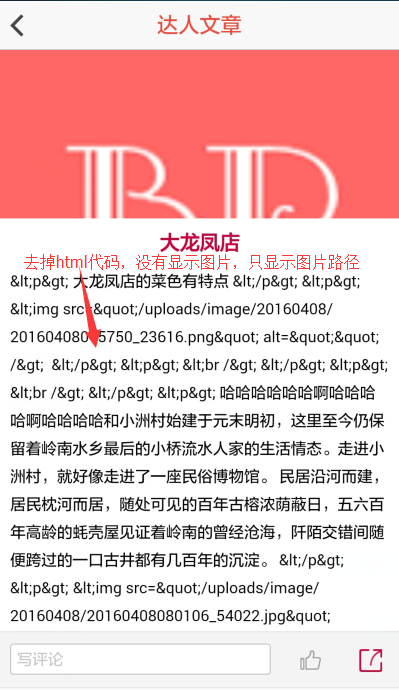 达人文章
BR
大龙凤店
去掉html代码，没有显示图片，只显示图片路径
&lt;p&gt; 大龙凤店的菜色有特点 &lt;/p&gt; &lt;p&gt;
&lt;img src=&quot;/uploads/image/20160408/
20160408075750_23616.png&quot; alt=&quot;&quot;
/&gt; &lt;/p&gt; &lt;p&gt; &lt;br /&gt; &lt;/p&gt; &lt;p&gt;
&lt;br /&gt; &lt;/p&gt; &lt;p&gt; 哈哈哈哈哈哈啊哈哈哈
哈啊哈哈哈哈和小洲村始建于元末明初，这里至今仍保
留着岭南水乡最后的小桥流水人家的生活情态。走进小
洲村，就好像走进了一座民俗博物馆。 民居沿河而建，
居民枕河而居，随处可见的百年古榕浓荫蔽日，五六百
年高龄的蚝壳屋见证着岭南的曾经沧海，阡陌交错间随
便跨过的一口古井都有几百年的沉淀。 &lt;/p&gt;
&lt;p&gt; &lt;img src=&quot;/uploads/image/
20160408/20160408080106_54022.jpg&quot;
写评论